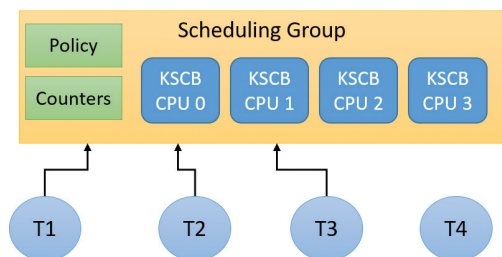 Scheduling Group
Policy
Counters
KSCB
CPU 0
KSCB
CPU 1
KSCB
CPU 2
KSCB
CPU 3
T1
T2
T3
T4